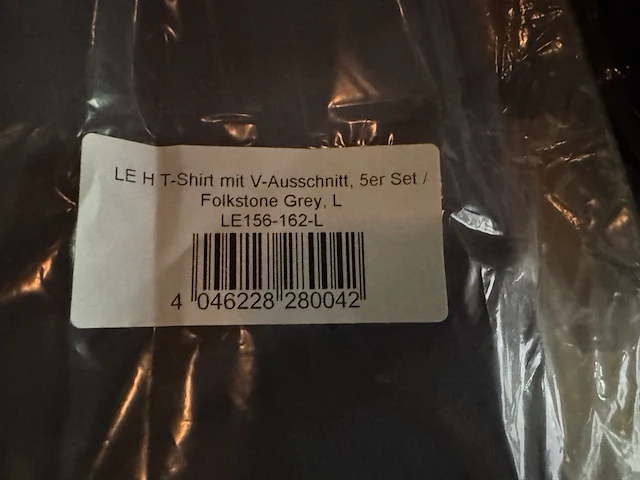 LE H T-Shirt mit V-Ausschnitt, 5er Set /
Folkstone Grey, L
LE156-162-L
4 046228 280042